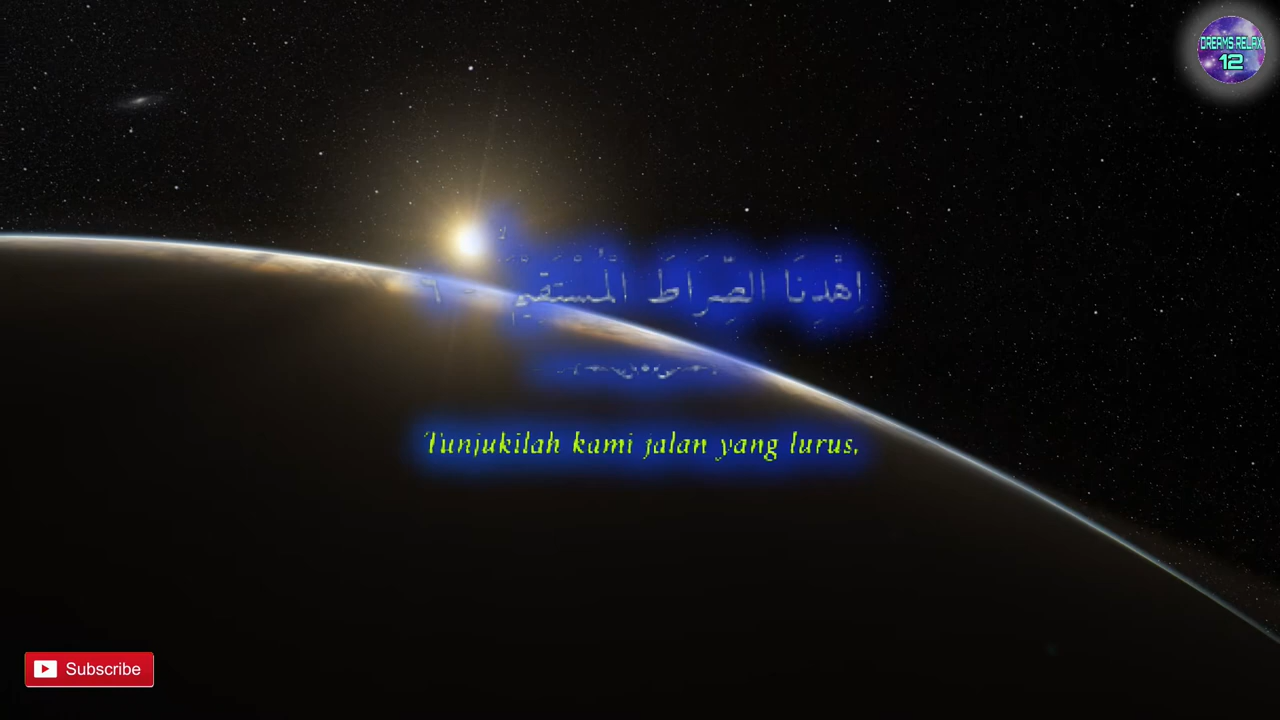 DREAMS RELAX
12
اِهْدِنَا الصِّرَاطَ الْمُسْتَقِيْمَۙ - ٦
Tunjukilah kami jalan yang lurus,
Subscribe